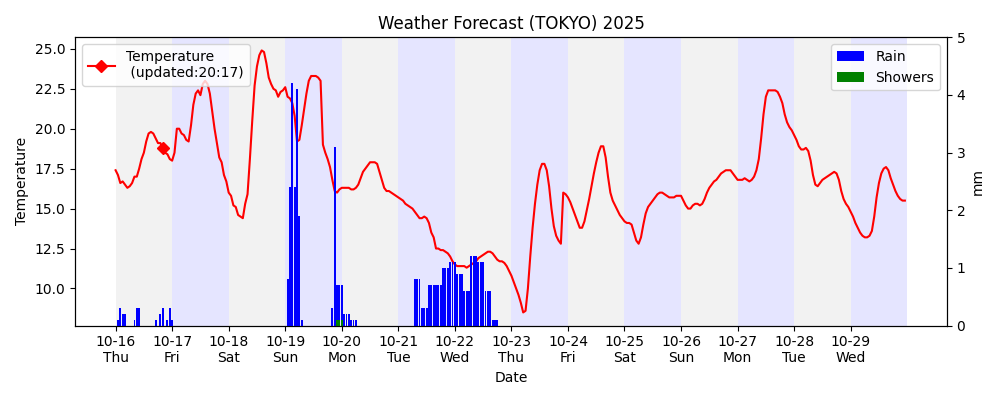 Weather Forecast (TOKYO) 2025
Temperature
(updated:20:17)
Rain
Showers
Temperature
25.0
22.5
20.0
17.5
15.0
12.5
10.0
5
4
3
2
1
0
mm
10-16 10-17 10-18 10-19 10-20 10-21 10-22 10-23 10-24 10-25 10-26 10-27 10-28 10-29
Thu Fri Sat Sun Mon Tue Wed Thu Fri Sat Sun Mon Tue Wed
Date